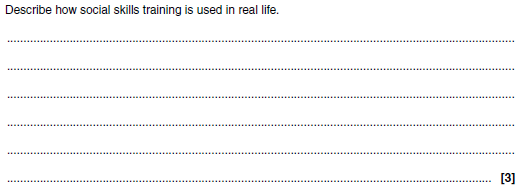 Describe how social skills training is used in real life.
[3]